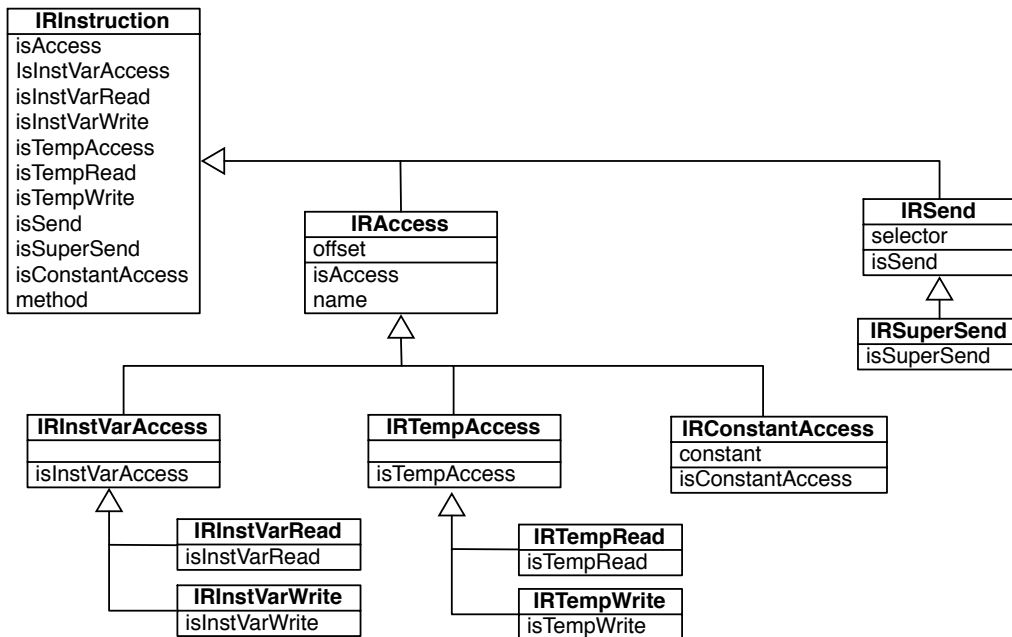 IRInstruction
isAccess
IsInstVarAccess
isInstVarRead
isInstVarWrite
isTempAccess
isTempRead
isTempWrite
isSend
isSuperSend
isConstantAccess
method
IRAccess
offset
isAccess
name
IRSend
selector
isSend
IRSuperSend
isSuperSend
IRInstVarAccess
isInstVarAccess
IRTempAccess
isTempAccess
IRConstantAccess
constant
isConstantAccess
IRInstVarRead
isInstVarRead
IRInstVarWrite
isInstVarWrite
IRTempRead
isTempRead
IRTempWrite
isTempWrite